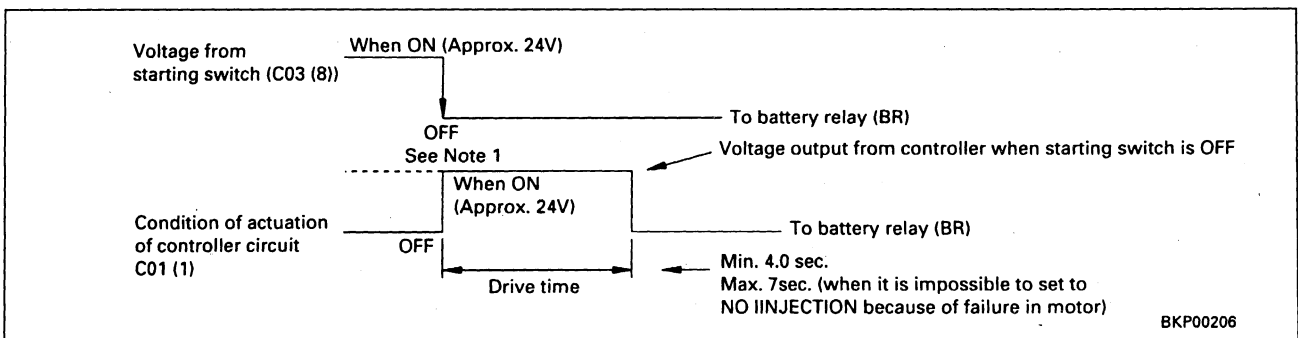 Voltage from
starting switch (C03 (8))
When ON (Approx. 24V)
OFF
To battery relay (BR)
See Note 1
Voltage output from controller when starting switch is OFF
When ON
(Approx. 24V)
Condition of actuation
of controller circuit
C01 (1)
OFF
To battery relay (BR)
Drive time
Min. 4.0 sec.
Max. 7sec. (when it is impossible to set to
NO IINJECTION because of failure in motor)
BKP00206